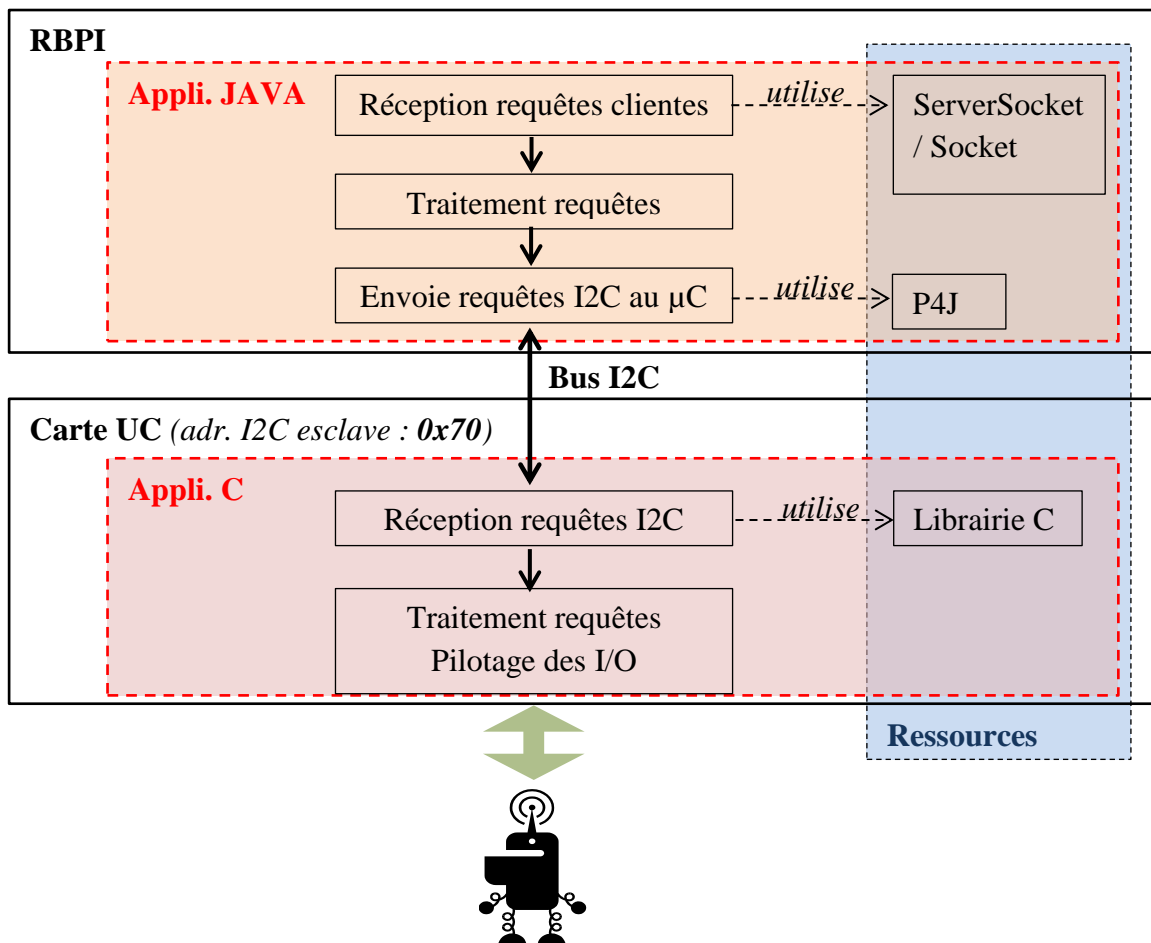 RBPI
Appli. JAVA
Réception requêtes clientes
utilise
ServerSocket
/ Socket
Traitement requêtes
Envoie requêtes I2C au µC
utilise
P4J
Bus I2C
Carte UC (adr. I2C esclave : 0x70)
Appli. C
Réception requêtes I2C
utilise
Librairie C
Traitement requêtes
Pilotage des I/O
Ressources